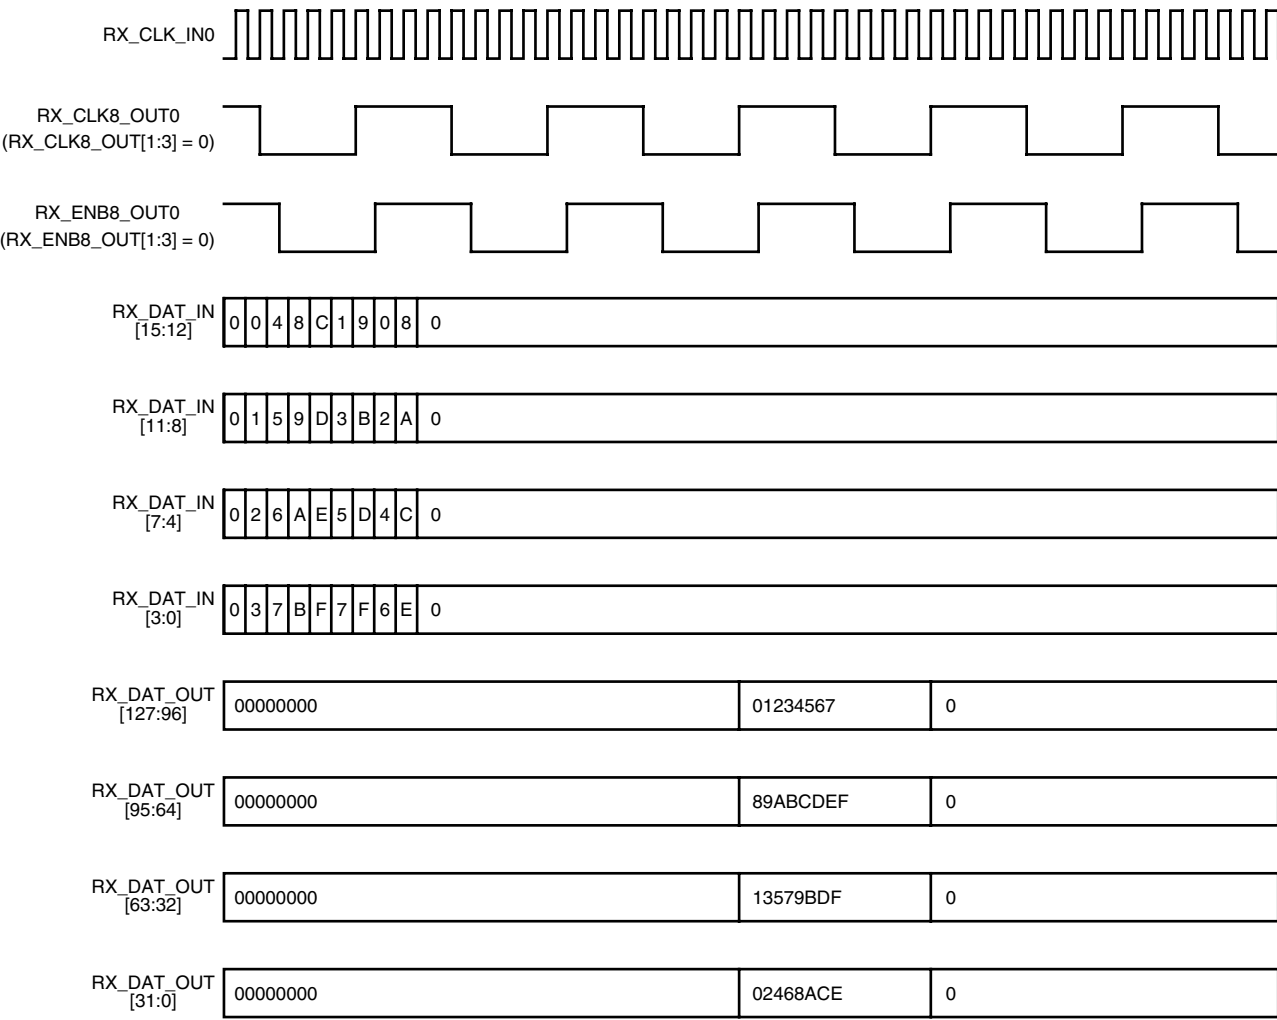 RX_CLK_IN0
RX_CLK8_OUT0
(RX_CLK8_OUT[1:3] = 0)
RX_ENB8_OUT0
(RX_ENB8_OUT[1:3] = 0)
RX_DAT_IN
[15:12]
0 0 4 8 C 1 9 0 8 0
RX_DAT_IN
[11:8]
0 1 5 9 D 3 B 2 A 0
RX_DAT_IN
[7:4]
0 2 6 A E 5 D 4 C 0
RX_DAT_IN
[3:0]
0 3 7 B F 7 F 6 E 0
RX_DAT_OUT
[127:96]
00000000 01234567 0
RX_DAT_OUT
[95:64]
00000000 89ABCDEF 0
RX_DAT_OUT
[63:32]
00000000 13579BDF 0
RX_DAT_OUT
[31:0]
00000000 02468ACE 0